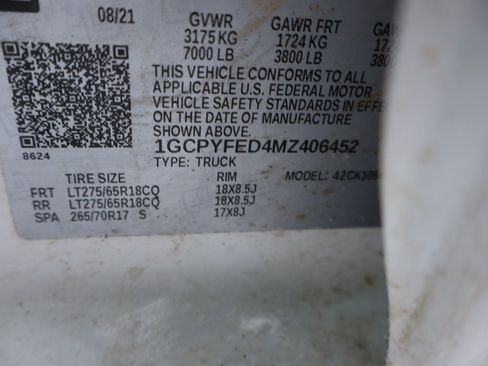 08/21 GVWR GAWR FRT GAWR
3175 KG 1724 KG
7000 LB 3800 LB
THIS VEHICLE CONFORMS TO ALL
APPLICABLE U.S. FEDERAL MOTOR
VEHICLE SAFETY STANDARDS IN
ON THE DATE OF MANUFACTURE
SHOWN ABOVE.
1GCPYFED4MZ406452
8624
TYPE: TRUCK
TIRE SIZE RIM MODEL:
FRT LT275/65R18CQ 18X8.5J
RR LT275/65R18CQ 18X8.5J
SPA 265/70R17 S 17X8J